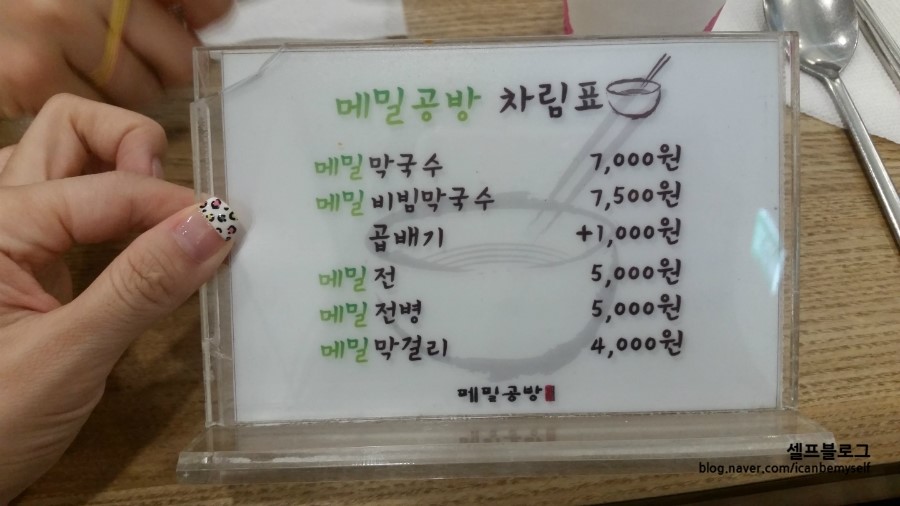 메밀공방 차림표
메밀막국수 7,000원
메밀비빔막국수 7,500원
곱배기 +1,000원
메밀전 5,000원
메밀전병 5,000원
메밀막걸리 4,000원
메밀공방
셀프블로그
blog.naver.com/icanbemyself